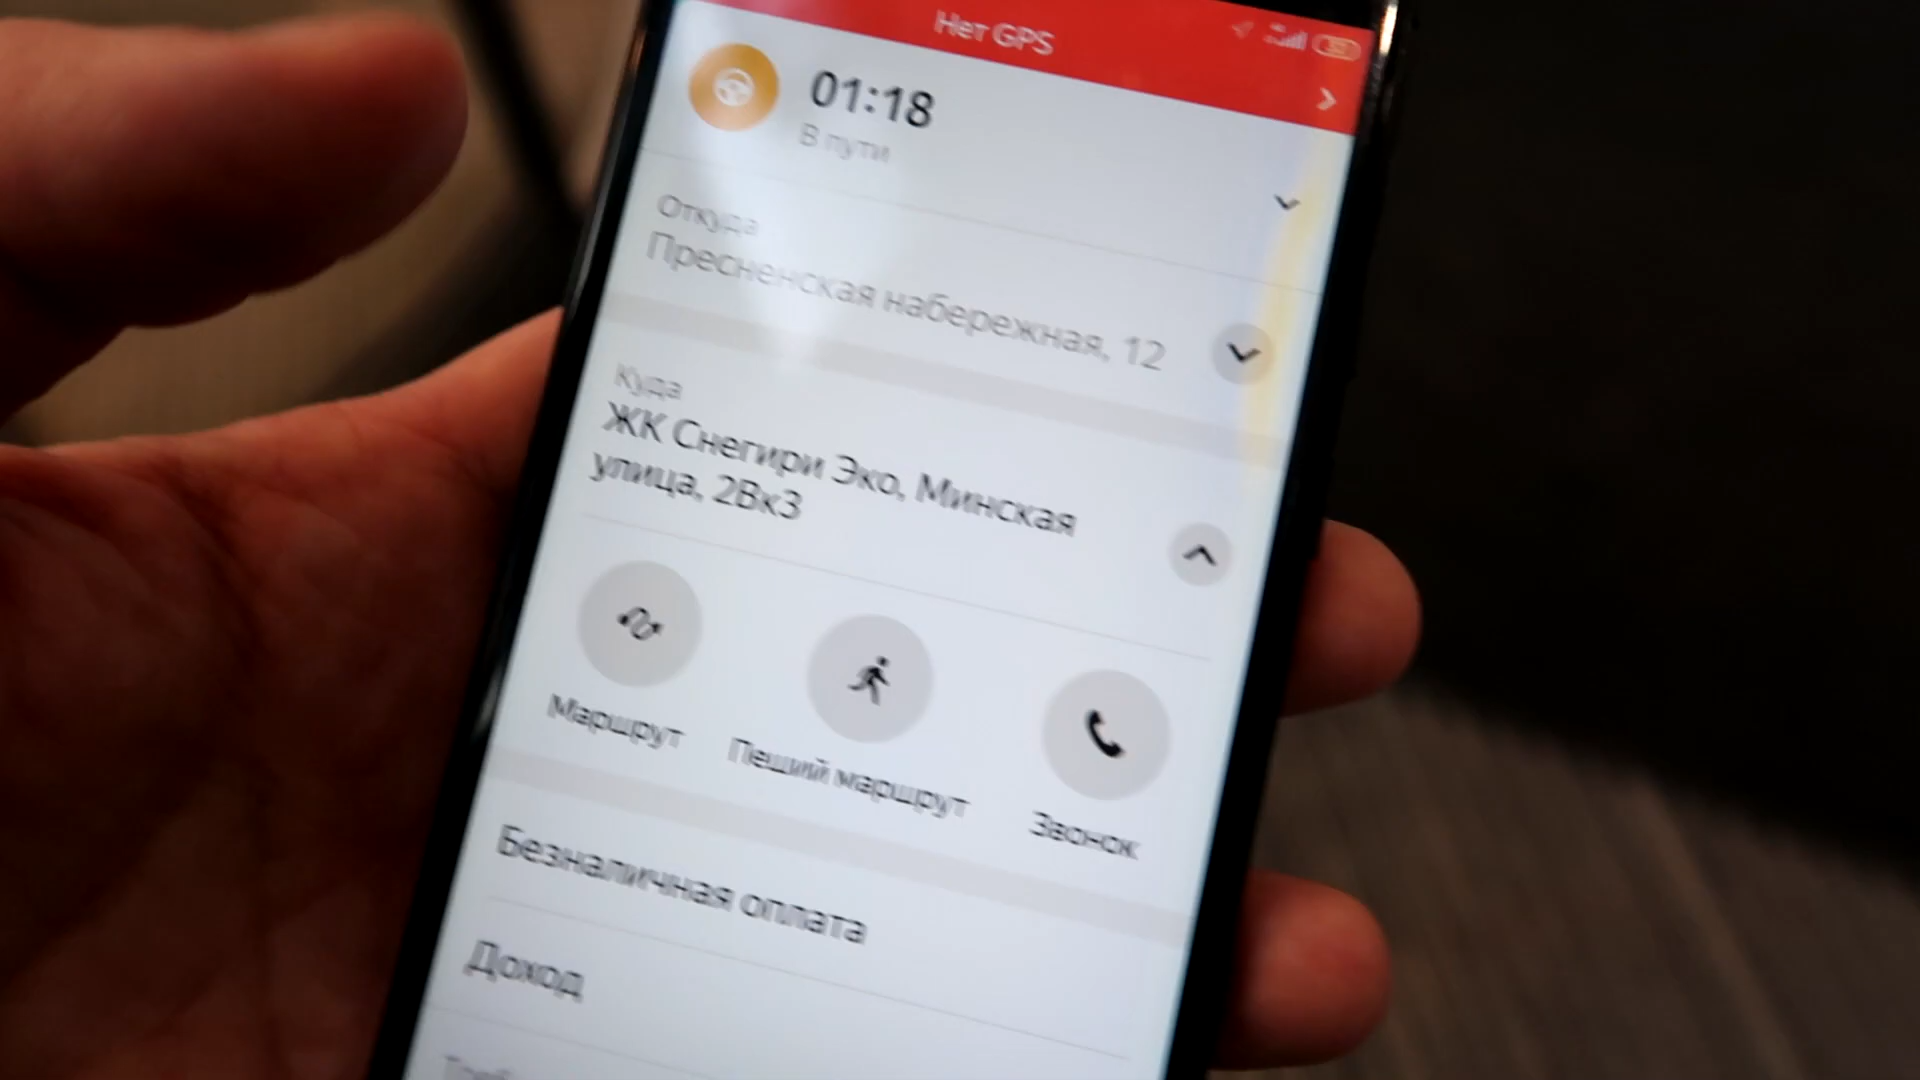 Нет GPS
01:18
В пути
Откуда
Пресненская набережная, 12
Куда
ЖК Снегири Эко, Минская
улица, 2Вк3
Маршрут
Пеший маршрут
Звонок
Безналичная оплата
Доход